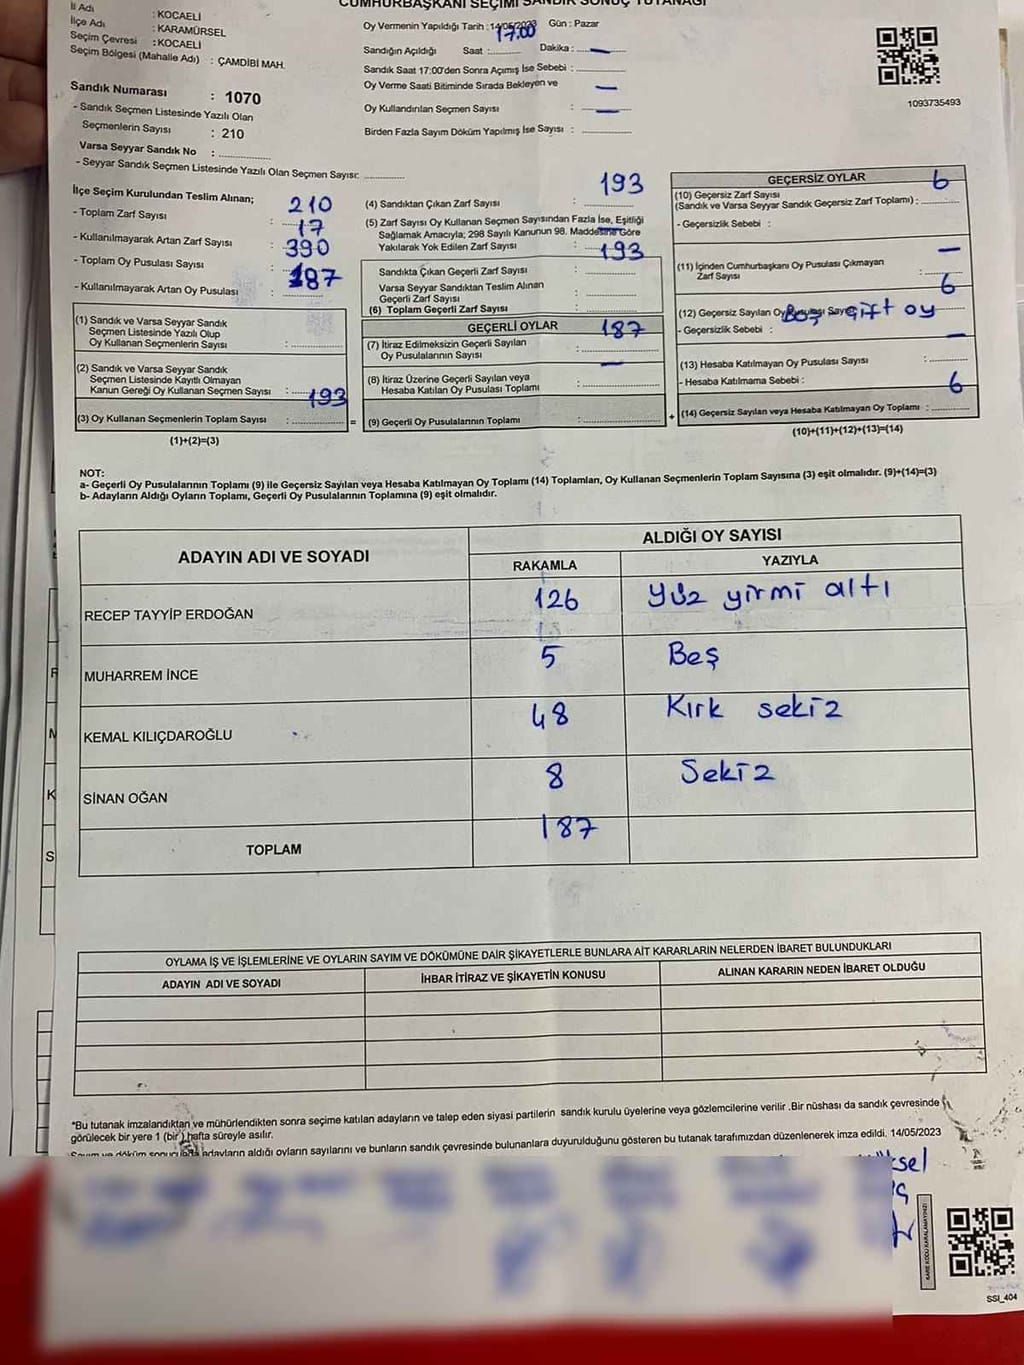 CUMHURBAŞKANI SEÇİMİ SANDIK SONUÇ TUTANAĞI
İl Adı : KOCAELİ
İlçe Adı : KARAMÜRSEL
Seçim Çevresi : KOCAELİ
Seçim Bölgesi (Mahalle Adı) : ÇAMDİBİ MAH.
Sandık Numarası : 1070
- Sandık Seçmen Listesinde Yazılı Olan
Seçmenlerin Sayısı : 210
Varsa Seyyar Sandık No :
- Seyyar Sandık Seçmen Listesinde Yazılı Olan Seçmen Sayısı:
Oy Vermenin Yapıldığı Tarih : 14/05/2023 Gün : Pazar
17.00
Sandığın Açıldığı Saat : Dakika : —
Sandık Saat 17:00'den Sonra Açımış İse Sebebi :
Oy Verme Saati Bitiminde Sırada Bekleyen ve —
Oy Kullandırılan Seçmen Sayısı : —
Birden Fazla Sayım Döküm Yapılmış İse Sayısı :
1093735493
İlçe Seçim Kurulundan Teslim Alınan;
- Toplam Zarf Sayısı : 210
- Kullanılmayarak Artan Zarf Sayısı : 17
- Toplam Oy Pusulası Sayısı : 390
- Kullanılmayarak Artan Oy Pusulası : 187
(1) Sandık ve Varsa Seyyar Sandık
Seçmen Listesinde Yazılı Olup
Oy Kullanan Seçmenlerin Sayısı :
(2) Sandık ve Varsa Seyyar Sandık
Seçmen Listesinde Kayıtlı Olmayan
Kanun Gereği Oy Kullanan Seçmen Sayısı :
(3) Oy Kullanan Seçmenlerin Toplam Sayısı : 193
(1)+(2)=(3)
(4) Sandıktan Çıkan Zarf Sayısı : 193
(5) Zarf Sayısı Oy Kullanan Seçmen Sayısından Fazla İse, Eşitliği
Sağlamak Amacıyla; 298 Sayılı Kanunun 98. Maddesine Göre
Yakılarak Yok Edilen Zarf Sayısı : —
Sandıkta Çıkan Geçerli Zarf Sayısı : 193
Varsa Seyyar Sandıktan Teslim Alınan
Geçerli Zarf Sayısı :
(6) Toplam Geçerli Zarf Sayısı :
GEÇERLİ OYLAR
(7) İtiraz Edilmeksizin Geçerli Sayılan
Oy Pusulalarının Sayısı : 187
(8) İtiraz Üzerine Geçerli Sayılan veya
Hesaba Katılan Oy Pusulası Toplamı : —
= (9) Geçerli Oy Pusulalarının Toplamı :
GEÇERSİZ OYLAR
(10) Geçersiz Zarf Sayısı 6
(Sandık ve Varsa Seyyar Sandık Geçersiz Zarf Toplamı) :
- Geçersizlik Sebebi :
(11) İçinden Cumhurbaşkanı Oy Pusulası Çıkmayan
Zarf Sayısı : —
(12) Geçersiz Sayılan Oy Pusulası Sayısı 6
- Geçersizlik Sebebi : Boş Çift oy
(13) Hesaba Katılmayan Oy Pusulası Sayısı : —
- Hesaba Katılmama Sebebi :
+ (14) Geçersiz Sayılan veya Hesaba Katılmayan Oy Toplamı : 6
(10)+(11)+(12)+(13)=(14)
NOT:
a- Geçerli Oy Pusulalarının Toplamı (9) ile Geçersiz Sayılan veya Hesaba Katılmayan Oy Toplamı (14) Toplamları, Oy Kullanan Seçmenlerin Toplam Sayısına (3) eşit olmalıdır. (9)+(14)=(3)
b- Adayların Aldığı Oyların Toplamı, Geçerli Oy Pusulalarının Toplamına (9) eşit olmalıdır.
ADAYIN ADI VE SOYADI ALDIĞI OY SAYISI
RAKAMLA YAZIYLA
RECEP TAYYİP ERDOĞAN 126 Yüz yirmi altı
MUHARREM İNCE 5 Beş
KEMAL KILIÇDAROĞLU 48 Kırk sekiz
SİNAN OĞAN 8 Sekiz
TOPLAM 187
OYLAMA İŞ VE İŞLEMLERİNE VE OYLARIN SAYIM VE DÖKÜMÜNE DAİR ŞİKAYETLERLE BUNLARA AİT KARARLARIN NELERDEN İBARET BULUNDUKLARI
ADAYIN ADI VE SOYADI İHBAR İTİRAZ VE ŞİKAYETİN KONUSU ALINAN KARARIN NEDEN İBARET OLDUĞU
*Bu tutanak imzalandıktan ve mühürlendikten sonra seçime katılan adayların ve talep eden siyasi partilerin sandık kurulu üyelerine veya gözlemcilerine verilir .Bir nüshası da sandık çevresinde
görülecek bir yere 1 (bir) hafta süreyle asılır.
adayların aldığı oyların sayılarını ve bunların sandık çevresinde bulunanlara duyurulduğunu gösteren bu tutanak tarafımızdan düzenlenerek imza edildi. 14/05/2023
KARE KODU KARALAMAYINIZ!
SSI_404